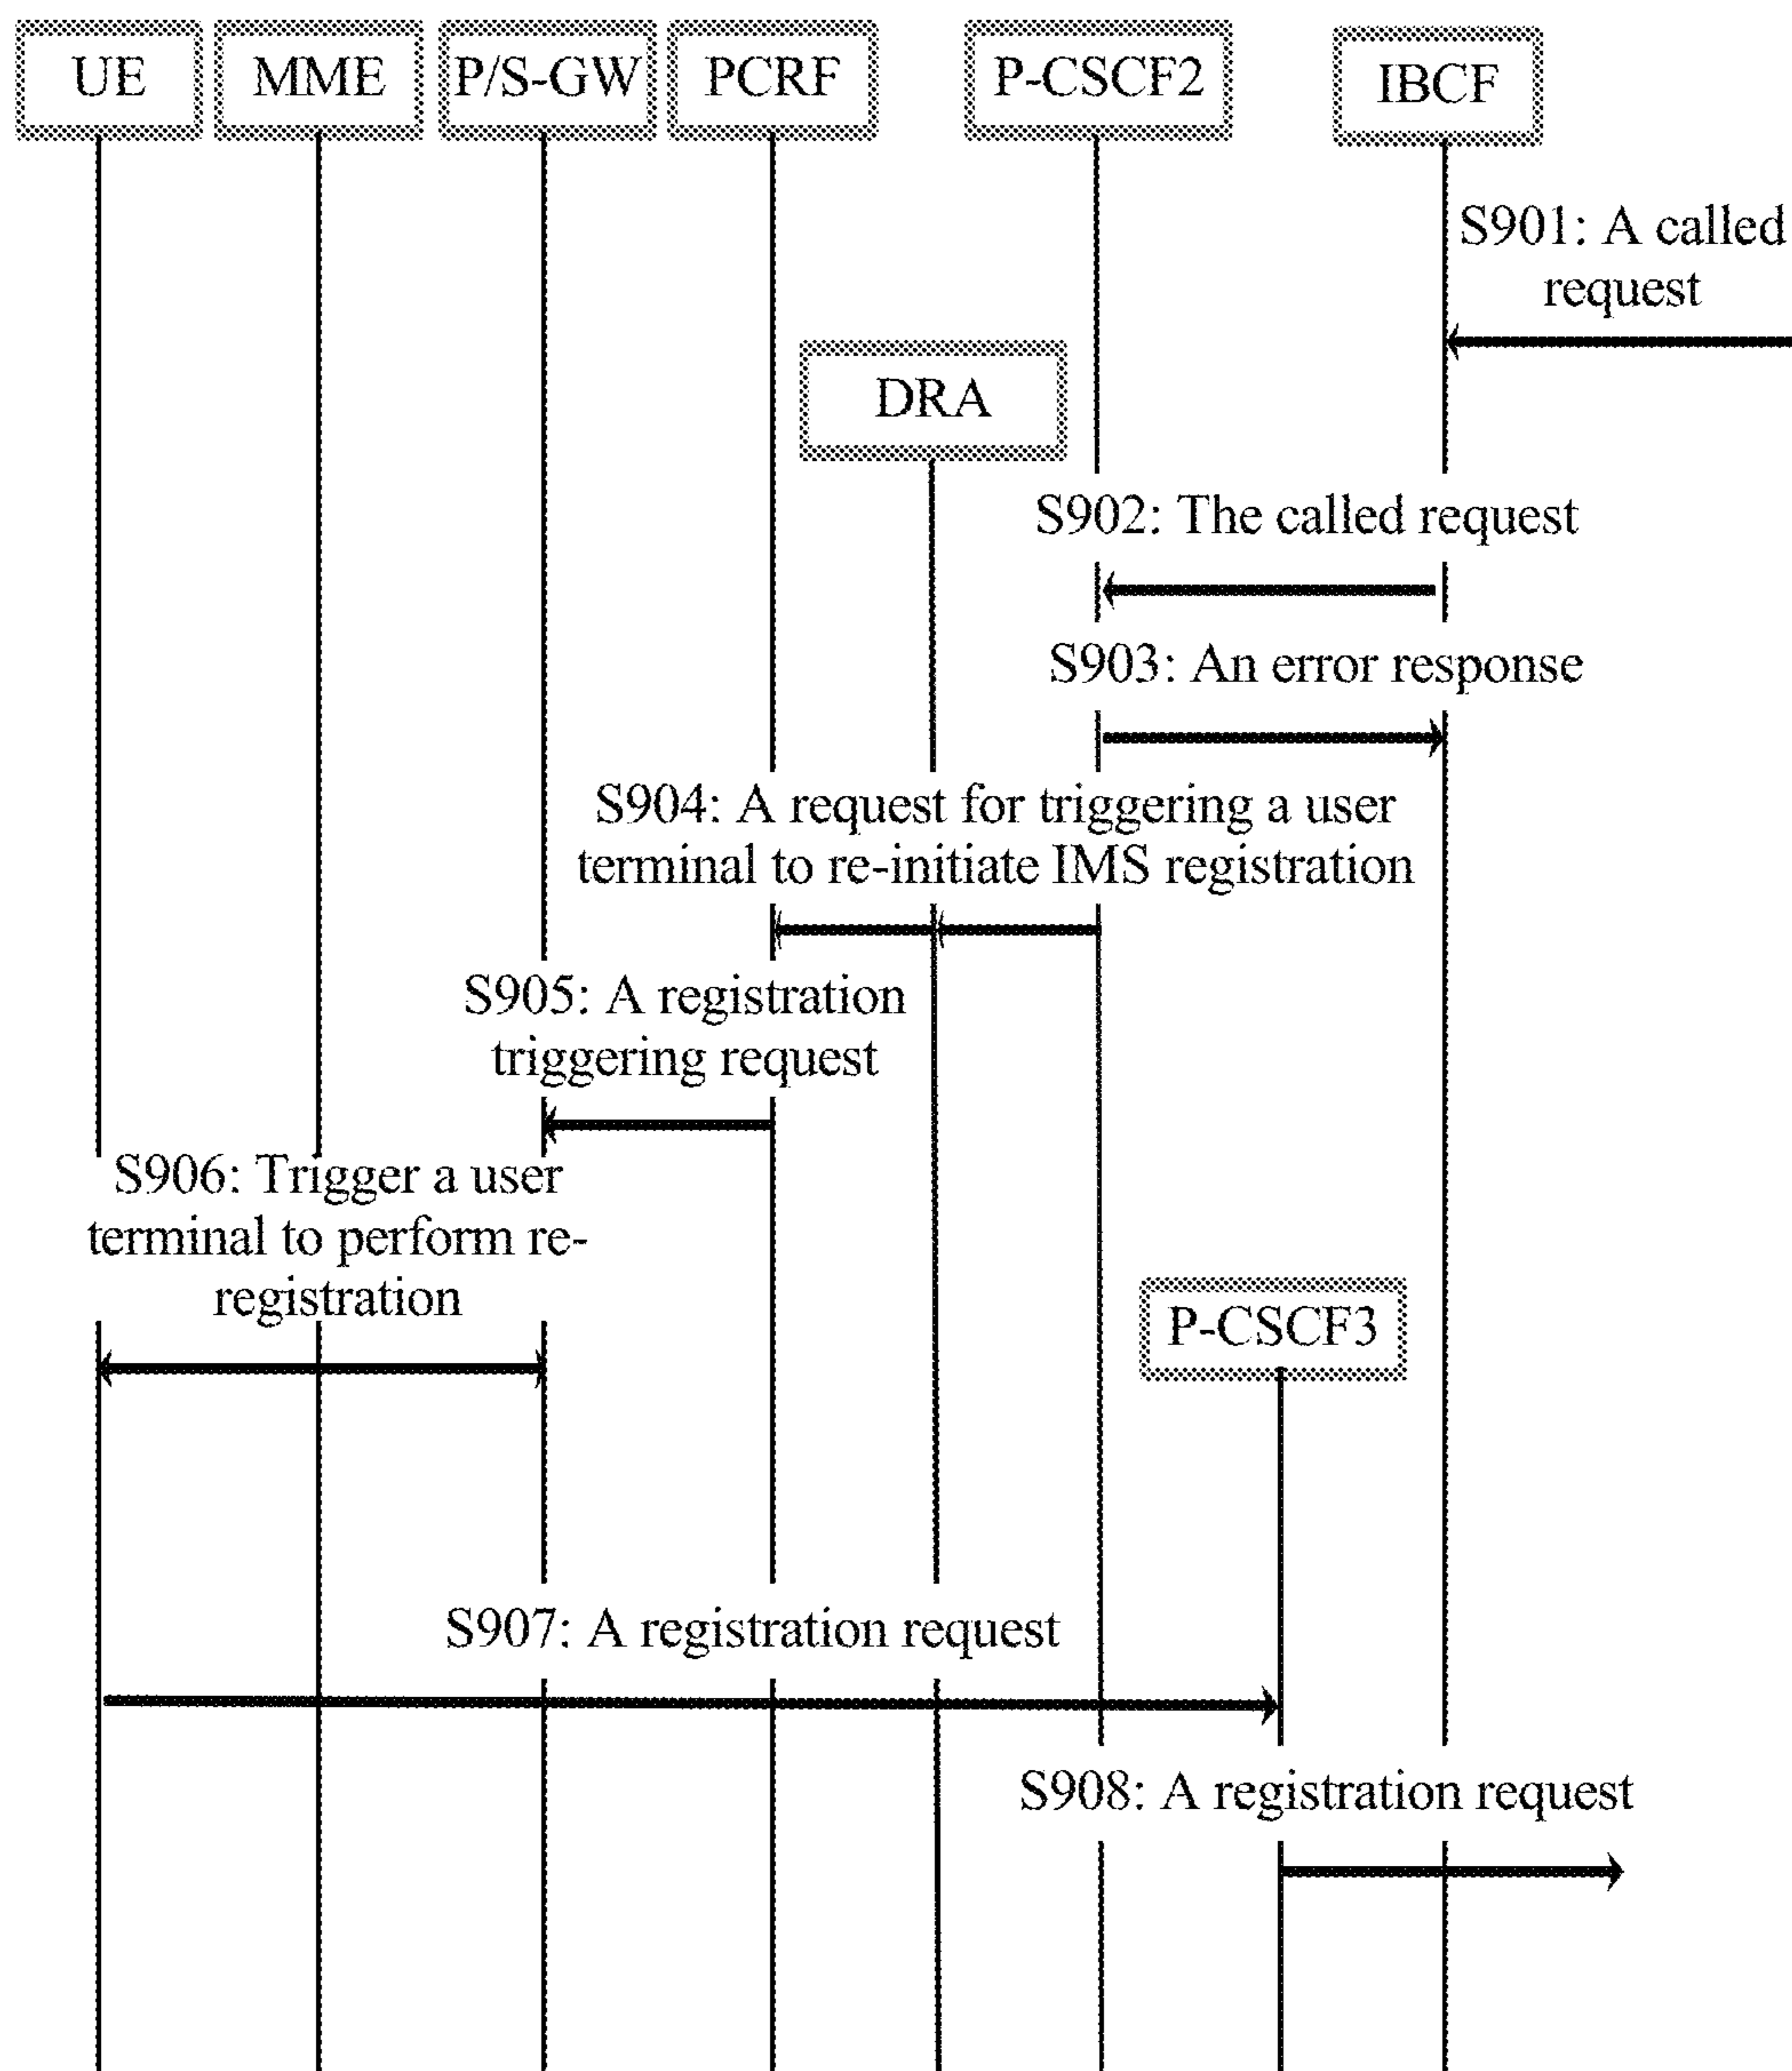 UE
MME
P/S-GW
PCRF
P-CSCF2
IBCF
S901: A called
request
DRA
S902: The called request
S903: An error response
S904: A request for triggering a user
terminal to re-initiate IMS registration
S905: A registration
triggering request
S906: Trigger a user
terminal to perform re-
registration
P-CSCF3
S907: A registration request
S908: A registration request